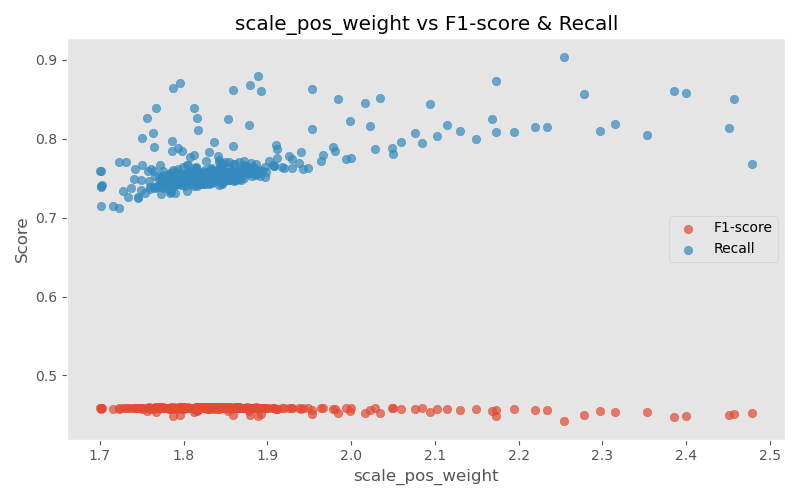 scale_pos_weight vs F1-score & Recall
Score
0.9
0.8
0.7
0.6
0.5
F1-score
Recall
1.7 1.8 1.9 2.0 2.1 2.2 2.3 2.4 2.5
scale_pos_weight